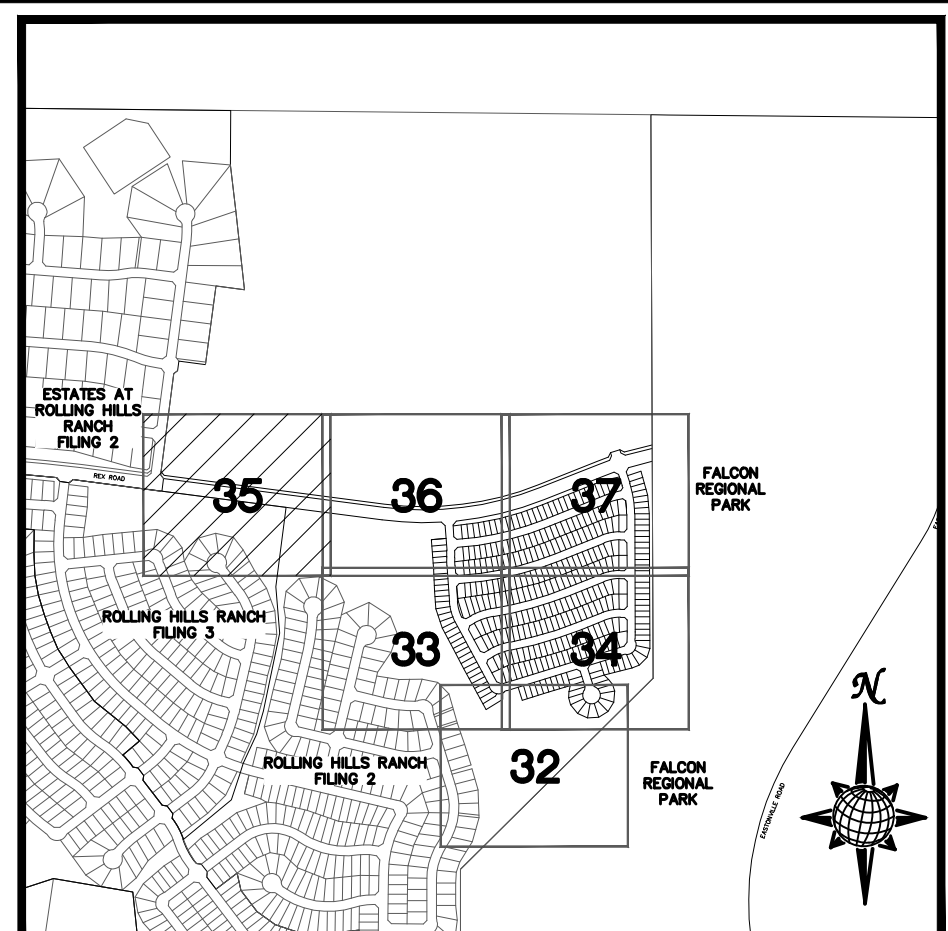 ESTATES AT
ROLLING HILLS
RANCH
FILING 2
REX ROAD
35
36
37
FALCON
REGIONAL
PARK
ROLLING HILLS RANCH
FILING 3
33
34
N
ROLLING HILLS RANCH
FILING 2
32
FALCON
REGIONAL
PARK
EASTONVILLE ROAD